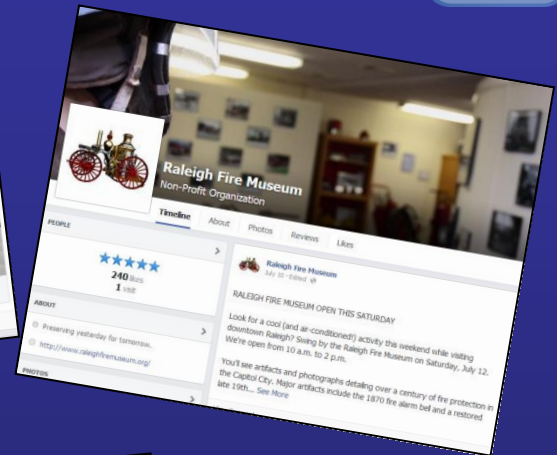 Raleigh Fire Museum
Non-Profit Organization
Timeline About Photos Reviews Likes
PEOPLE
240 likes
1 visit
ABOUT
Preserving yesterday for tomorrow.
http://www.raleighfiremuseum.org/
PHOTOS
Raleigh Fire Museum
July 10 · Edited
RALEIGH FIRE MUSEUM OPEN THIS SATURDAY
Look for a cool (and air-conditioned!) activity this weekend while visiting
downtown Raleigh? Swing by the Raleigh Fire Museum on Saturday, July 12.
We're open from 10 a.m. to 2 p.m.
You'll see artifacts and photographs detailing over a century of fire protection in
the Capitol City. Major artifacts include the 1870 fire alarm bell and a restored
late 19th... See More